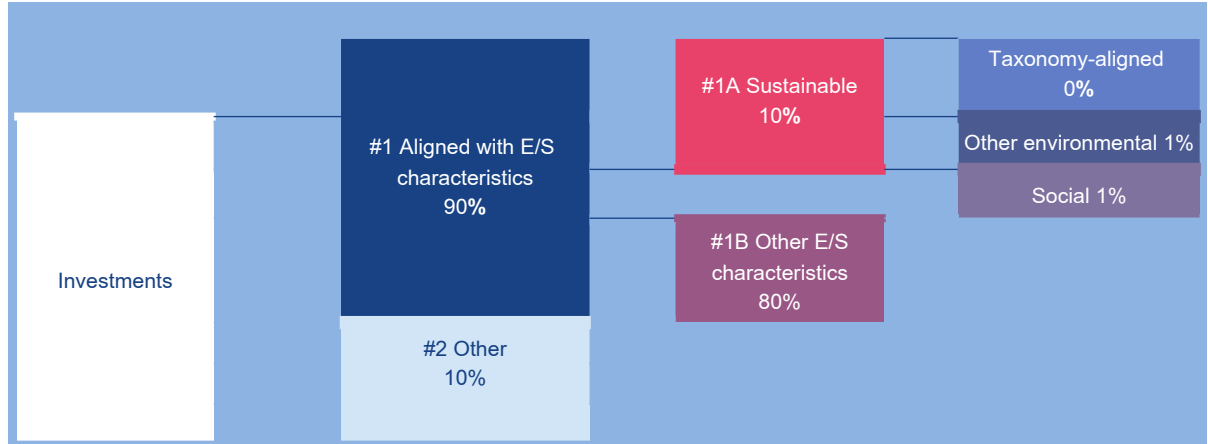 Investments
#1 Aligned with E/S
characteristics
90%
#2 Other
10%
#1A Sustainable
10%
#1B Other E/S
characteristics
80%
Taxonomy-aligned
0%
Other environmental 1%
Social 1%